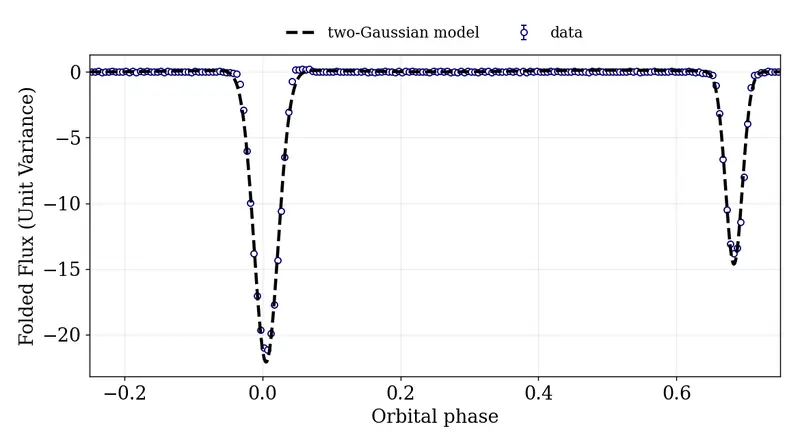 two-Gaussian model
data
Folded Flux (Unit Variance)
0
−5
−10
−15
−20
−0.2
0.0
0.2
0.4
0.6
Orbital phase